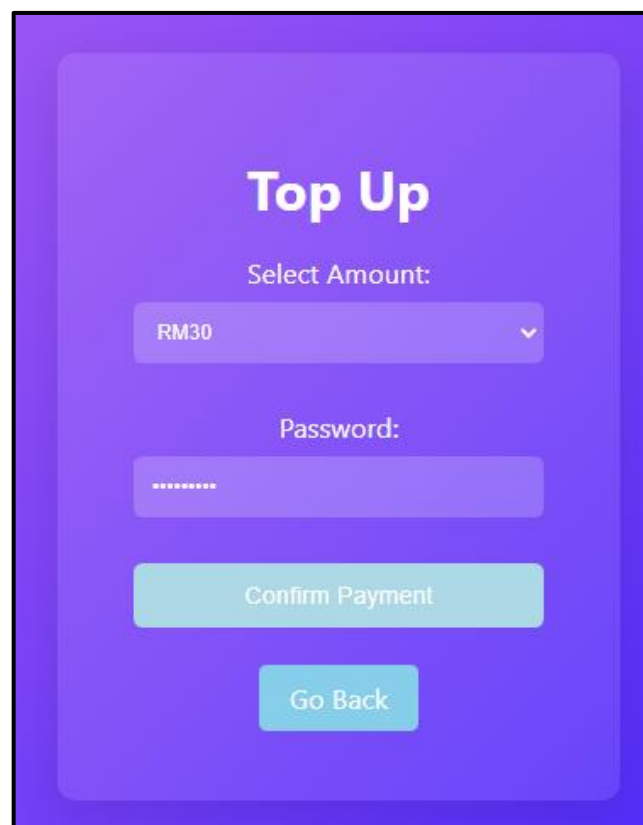 Top Up
Select Amount:
RM30
Password:
•••••••••
Confirm Payment
Go Back